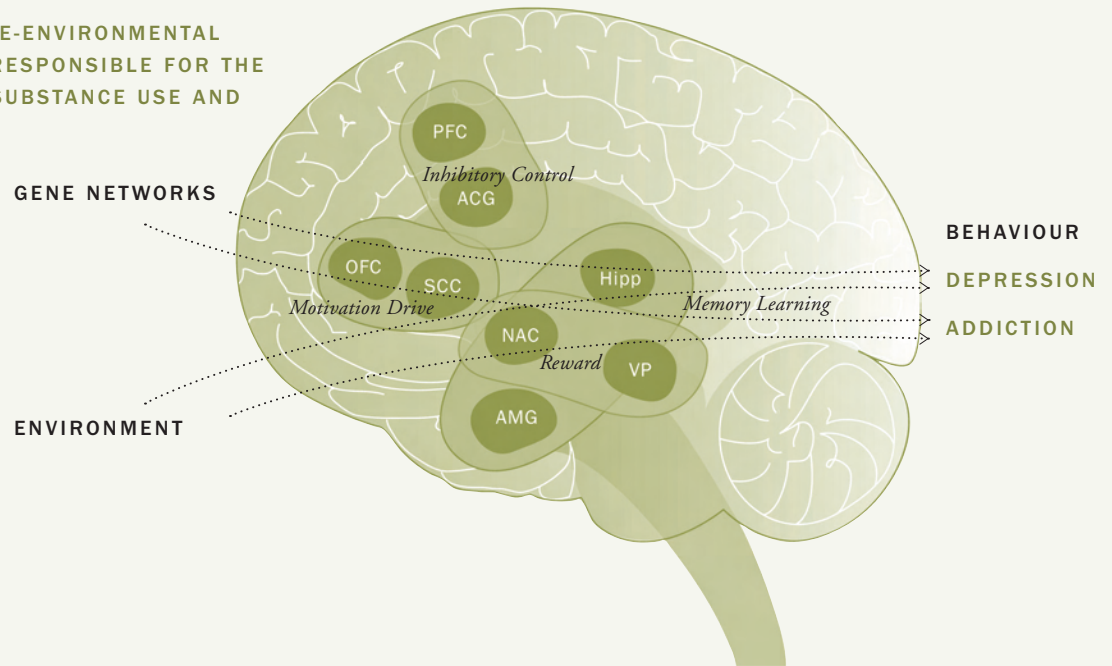 E-ENVIRONMENTAL
RESPONSIBLE FOR THE
SUBSTANCE USE AND
PFC
Inhibitory Control
ACG
GENE NETWORKS
BEHAVIOUR
OFC
SCC
Hipp
DEPRESSION
Motivation Drive
Memory Learning
ADDICTION
NAC
Reward
VP
AMG
ENVIRONMENT